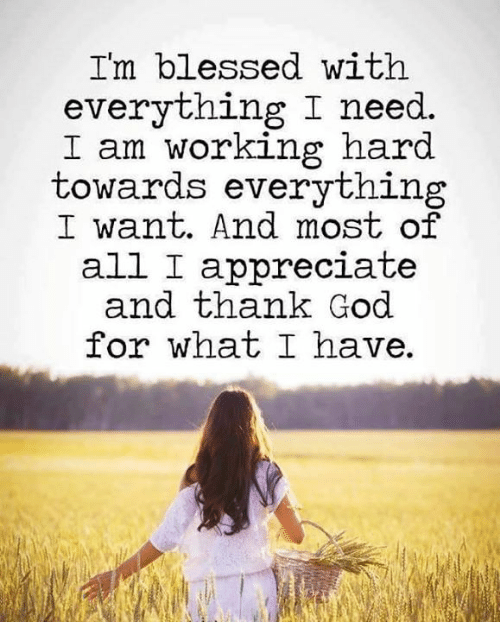 I'm blessed with
everything I need.
I am working hard
towards everything
I want. And most of
all I appreciate
and thank God
for what I have.